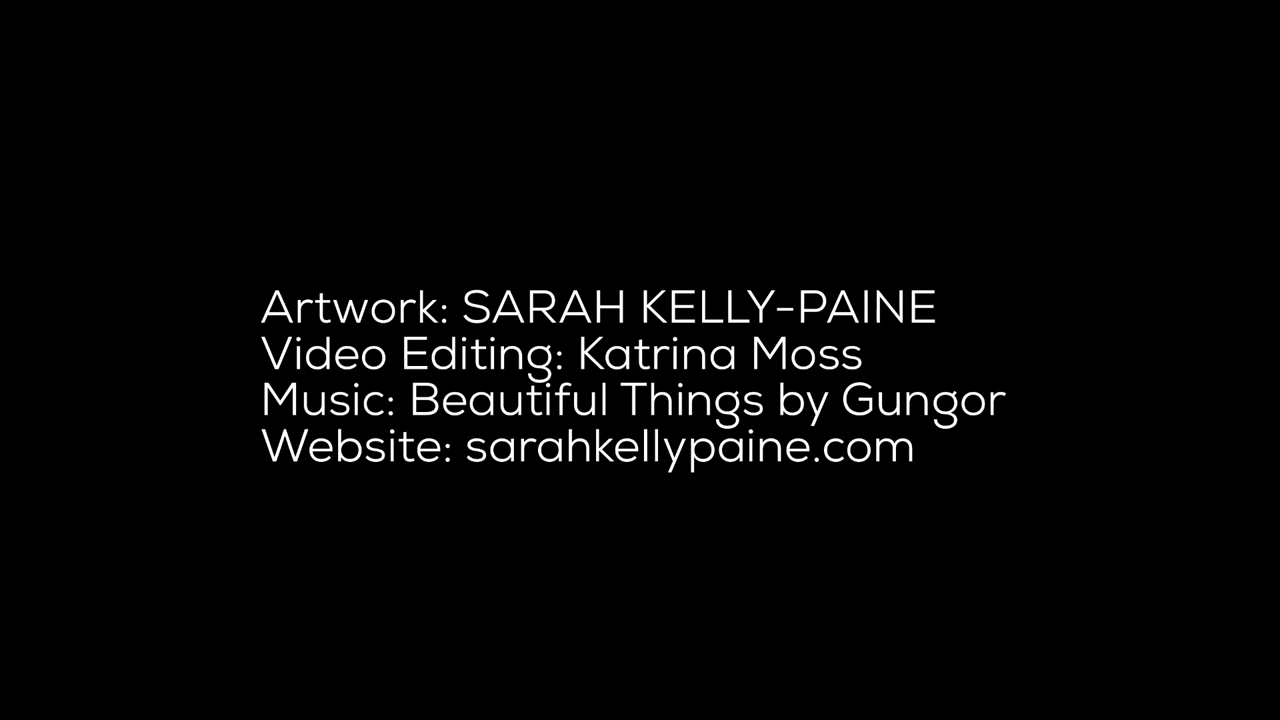 Artwork: SARAH KELLY-PAINE
Video Editing: Katrina Moss
Music: Beautiful Things by Gungor
Website: sarahkellypaine.com